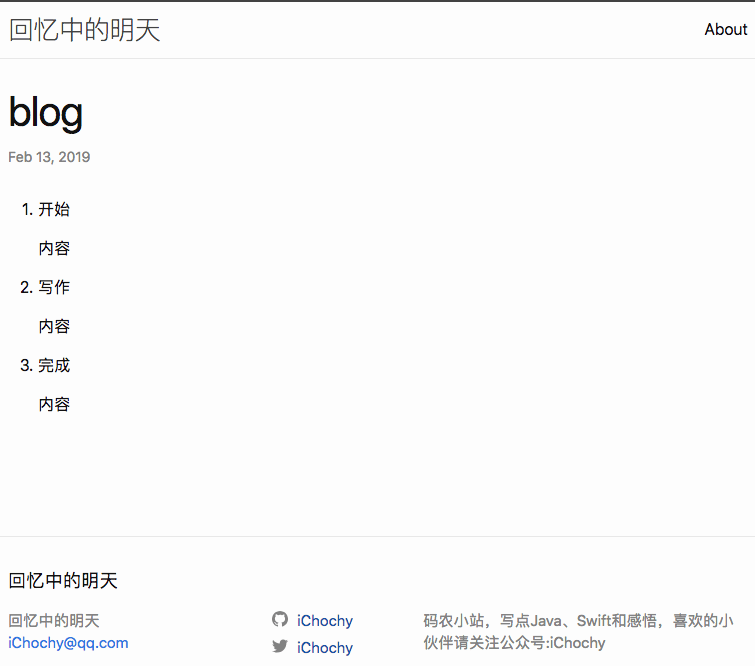 回忆中的明天
About
blog
Feb 13, 2019
1. 开始
内容
2. 写作
内容
3. 完成
内容
回忆中的明天
回忆中的明天
iChochy@qq.com
iChochy
iChochy
码农小站，写点Java、Swift和感悟，喜欢的小
伙伴请关注公众号:iChochy